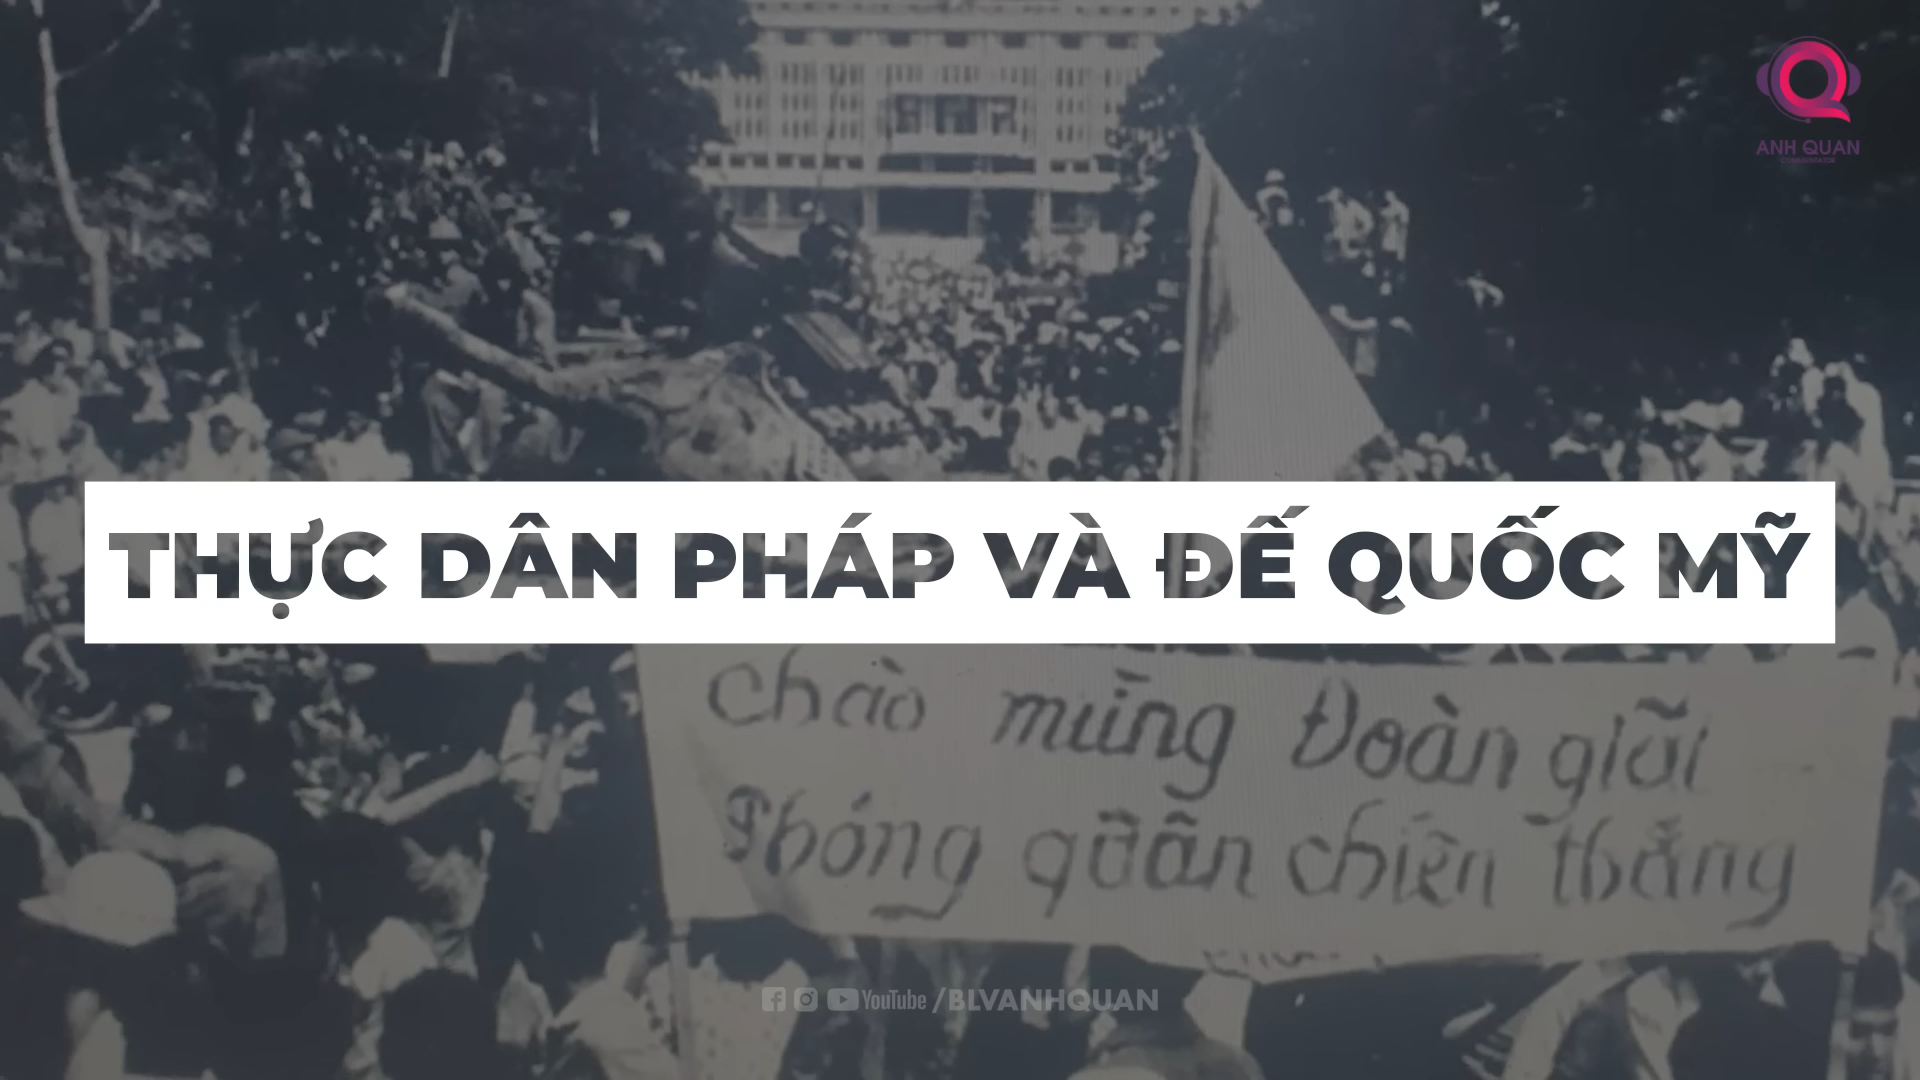 ANH QUAN
COMMENTATOR
THỰC DÂN PHÁP VÀ ĐẾ QUỐC MỸ
Chào mừng Đoàn giải
Phóng quân chiến thắng
YouTube /BLVANHQUAN